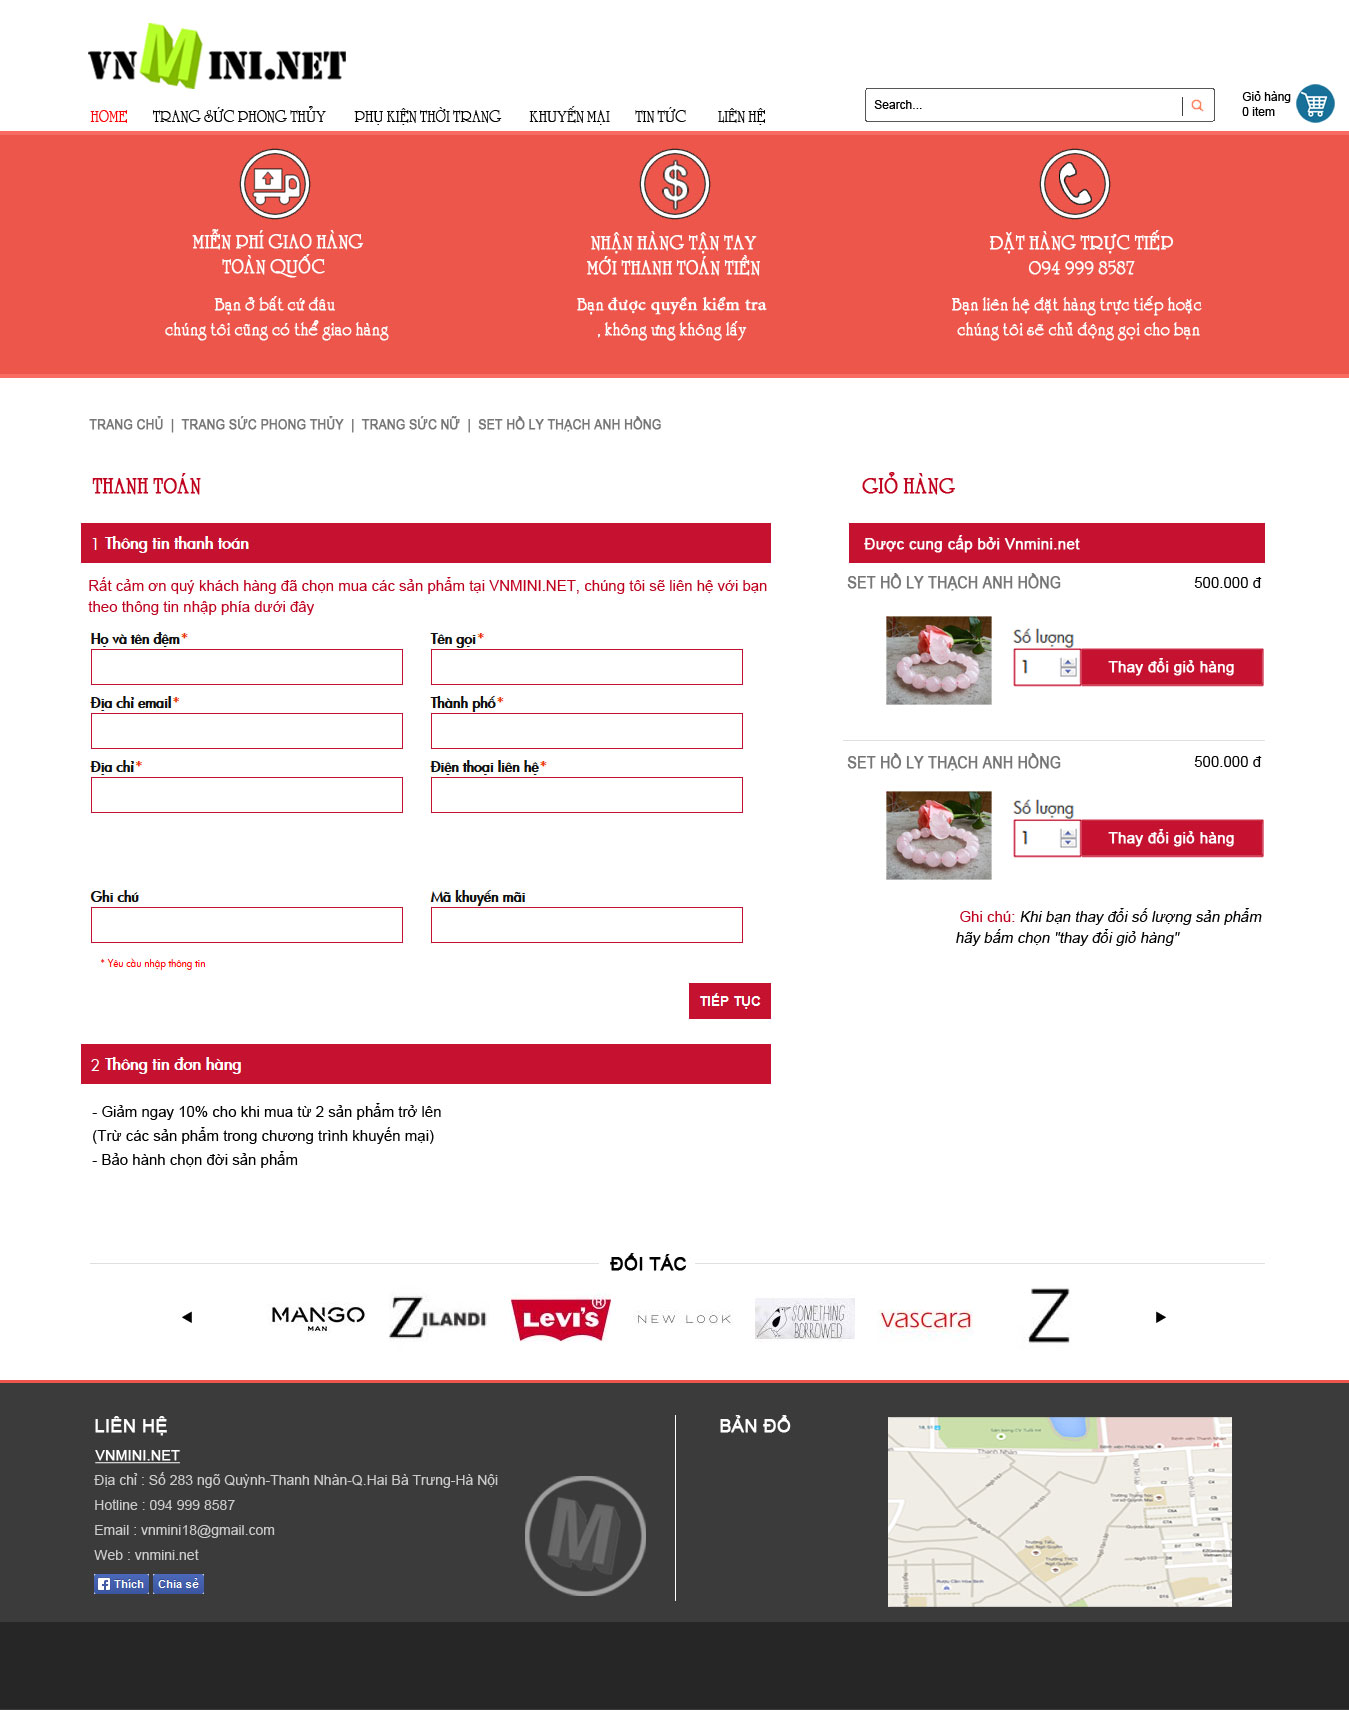 VNMINI.NET
HOME TRANG SỨC PHONG THỦY PHỤ KIỆN THỜI TRANG KHUYẾN MẠI TIN TỨC LIÊN HỆ
Search...
Giỏ hàng
0 item
MIỄN PHÍ GIAO HÀNG
TOÀN QUỐC
Bạn ở bất cứ đâu
chúng tôi cũng có thể giao hàng
NHẬN HÀNG TẬN TAY
MỚI THANH TOÁN TIỀN
Bạn được quyền kiểm tra
, không ưng không lấy
ĐẶT HÀNG TRỰC TIẾP
094 999 8587
Bạn liên hệ đặt hàng trực tiếp hoặc
chúng tôi sẽ chủ động gọi cho bạn
TRANG CHỦ | TRANG SỨC PHONG THỦY | TRANG SỨC NỮ | SET HỒ LY THẠCH ANH HỒNG
THANH TOÁN
1 Thông tin thanh toán
Rất cảm ơn quý khách hàng đã chọn mua các sản phẩm tại VNMINI.NET, chúng tôi sẽ liên hệ với bạn
theo thông tin nhập phía dưới đây
Họ và tên đệm* Tên gọi*
Địa chỉ email* Thành phố*
Địa chỉ* Điện thoại liên hệ*
Ghi chú Mã khuyến mãi
* Yêu cầu nhập thông tin
TIẾP TỤC
2 Thông tin đơn hàng
- Giảm ngay 10% cho khi mua từ 2 sản phẩm trở lên
(Trừ các sản phẩm trong chương trình khuyến mại)
- Bảo hành chọn đời sản phẩm
GIỎ HÀNG
Được cung cấp bởi Vnmini.net
SET HỒ LY THẠCH ANH HỒNG 500.000 đ
Số lượng
1 Thay đổi giỏ hàng
SET HỒ LY THẠCH ANH HỒNG 500.000 đ
Số lượng
1 Thay đổi giỏ hàng
Ghi chú: Khi bạn thay đổi số lượng sản phẩm
hãy bấm chọn "thay đổi giỏ hàng"
ĐỐI TÁC
MANGO
MAN
ZILANDI
LEVI'S ®
NEW LOOK
SOMETHING
BORROWED
vascara
Z
LIÊN HỆ
VNMINI.NET
Địa chỉ : Số 283 ngõ Quỳnh-Thanh Nhàn-Q.Hai Bà Trưng-Hà Nội
Hotline : 094 999 8587
Email : vnmini18@gmail.com
Web : vnmini.net
Thích Chia sẻ
M
BẢN ĐỒ
Thanh Nhàn